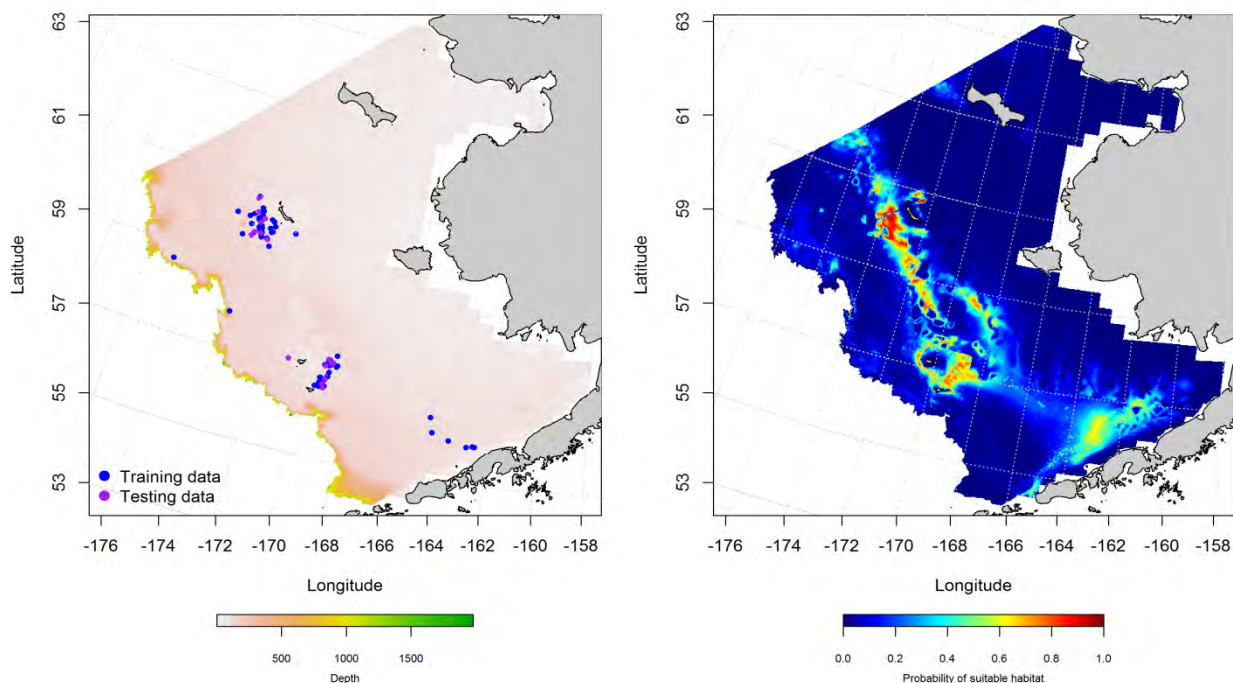 63
61
59
57
55
53
Latitude
Training data
Testing data
-176 -174 -172 -170 -168 -166 -164 -162 -160 -158
Longitude
500 1000 1500
Depth
63
61
59
57
55
53
Latitude
-176 -174 -172 -170 -168 -166 -164 -162 -160 -158
Longitude
0.0 0.2 0.4 0.6 0.8 1.0
Probability of suitable habitat